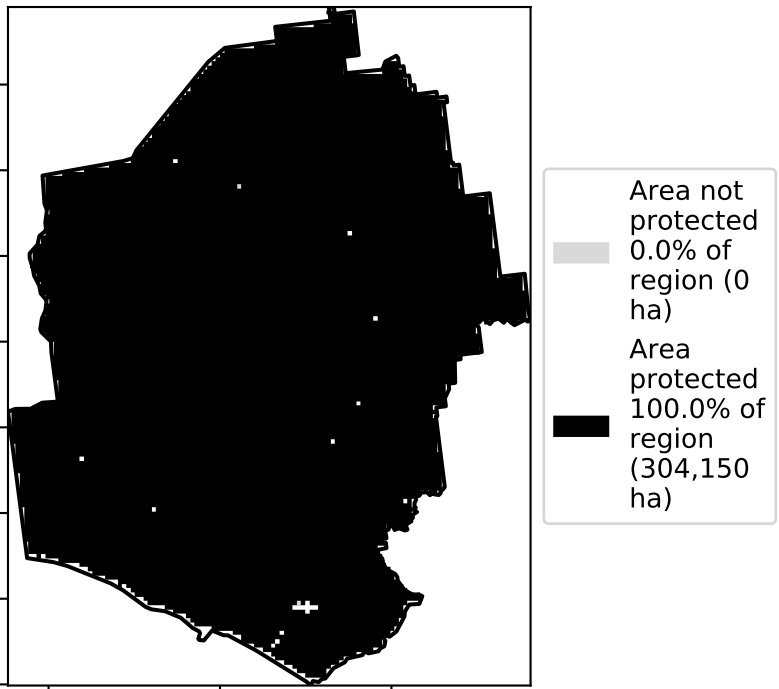 Area not
protected
0.0% of
region (0
ha)
Area
protected
100.0% of
region
(304,150
ha)